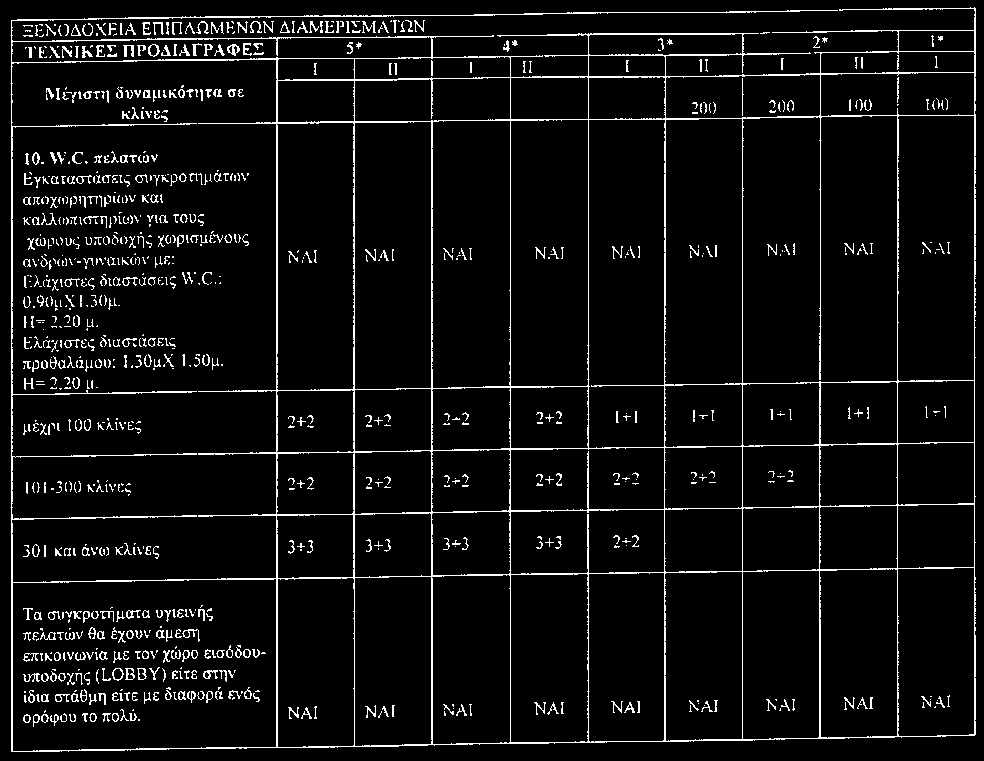 ΞΕΝΟΔΟΧΕΙΑ ΕΠΙΠΛΩΜΕΝΩΝ ΔΙΑΜΕΡΙΣΜΑΤΩΝ
ΤΕΧΝΙΚΕΣ ΠΡΟΔΙΑΓΡΑΦΕΣ 5* 4* 3* 2* 1*
I II I II I II I II I
Μέγιστη δυναμικότητα σε
κλίνες 200 200 100 100
10. W.C. πελατών
Εγκαταστάσεις συγκροτημάτων
αποχωρητηρίων και
καλλωπιστηρίων για τους
χώρους υποδοχής χωρισμένους
ανδρών-γυναικών με: ΝΑΙ ΝΑΙ ΝΑΙ ΝΑΙ ΝΑΙ ΝΑΙ ΝΑΙ ΝΑΙ ΝΑΙ
Ελάχιστες διαστάσεις W.C.:
0,90μΧ1,30μ.
Η= 2,20 μ.
Ελάχιστες διαστάσεις
προθαλάμου: 1,30μΧ 1,50μ.
Η= 2,20 μ.
μέχρι 100 κλίνες 2+2 2+2 2+2 2+2 1+1 1+1 1+1 1+1 1+1
101-300 κλίνες 2+2 2+2 2+2 2+2 2+2 2+2 2+2
301 και άνω κλίνες 3+3 3+3 3+3 3+3 2+2
Τα συγκροτήματα υγιεινής
πελατών θα έχουν άμεση
επικοινωνία με τον χώρο εισόδου-
υποδοχής (LOBBY) είτε στην
ίδια στάθμη είτε με διαφορά ενός
ορόφου το πολύ. ΝΑΙ ΝΑΙ ΝΑΙ ΝΑΙ ΝΑΙ ΝΑΙ ΝΑΙ ΝΑΙ ΝΑΙ